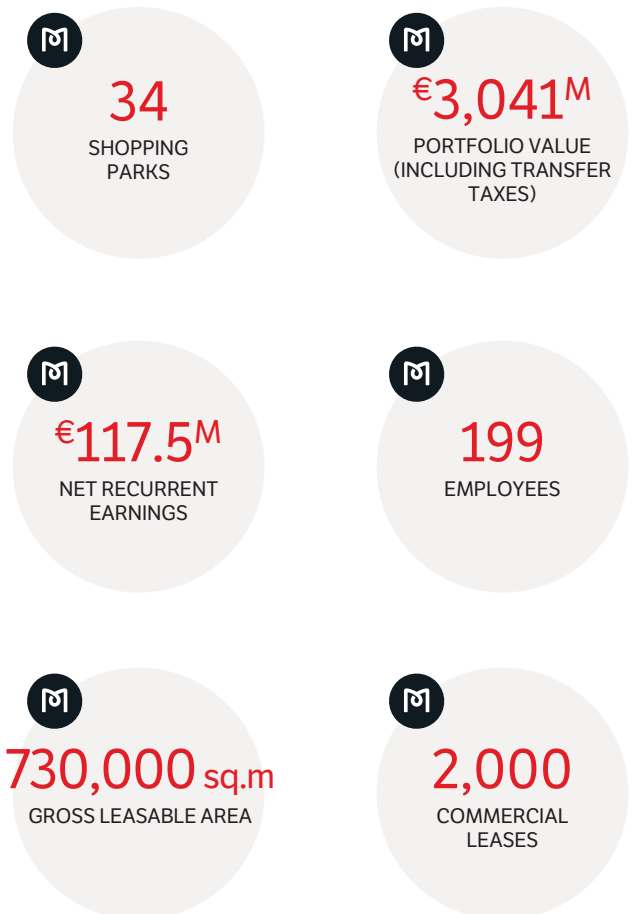 34
SHOPPING
PARKS
€3,041M
PORTFOLIO VALUE
(INCLUDING TRANSFER
TAXES)
€117.5M
NET RECURRENT
EARNINGS
199
EMPLOYEES
730,000 sq.m
GROSS LEASABLE AREA
2,000
COMMERCIAL
LEASES